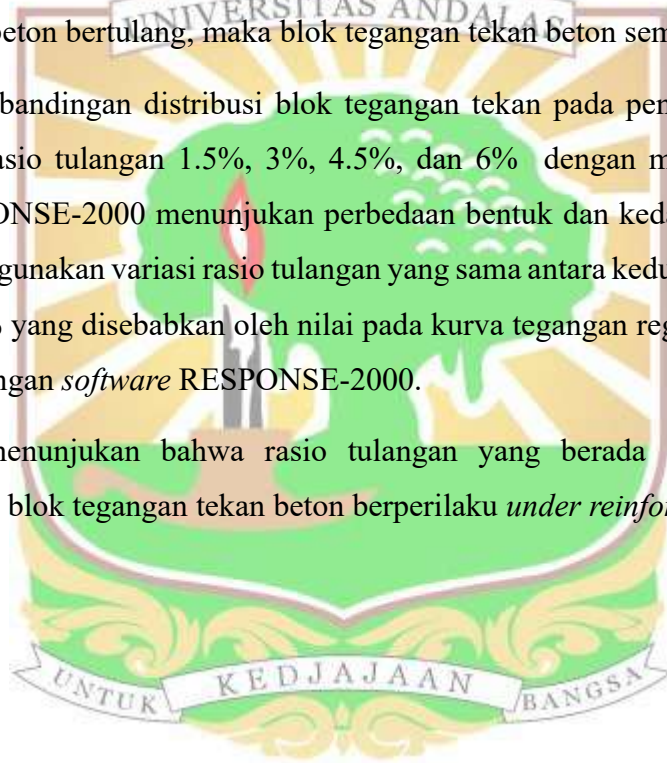 UNIVERSITAS ANDALAS
beton bertulang, maka blok tegangan tekan beton sem
bandingan distribusi blok tegangan tekan pada pen
asio tulangan 1.5%, 3%, 4.5%, dan 6% dengan m
ONSE-2000 menunjukan perbedaan bentuk dan keda
gunakan variasi rasio tulangan yang sama antara kedu
yang disebabkan oleh nilai pada kurva tegangan reg
ngan software RESPONSE-2000.
menunjukan bahwa rasio tulangan yang berada
blok tegangan tekan beton berperilaku under reinfor
UNTUK KEDJAJAAN BANGSA